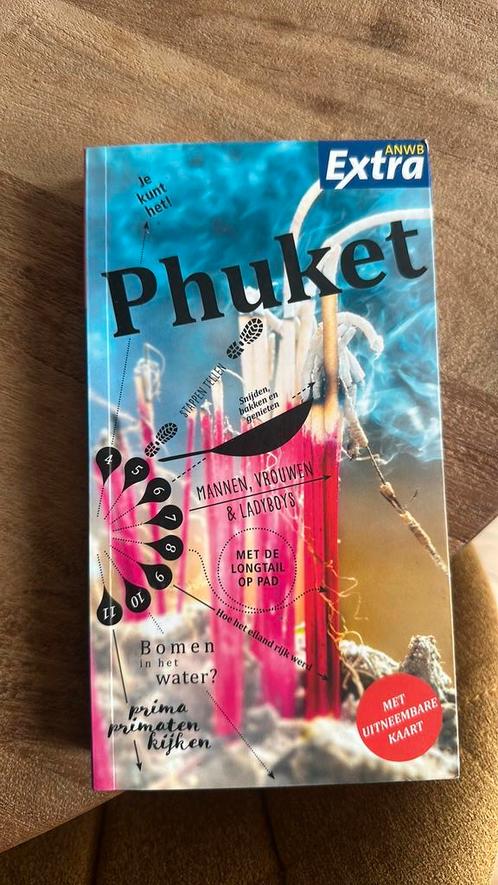 ANWB
Extra
Je
kunt
het!
Phuket
STAPPEN TELLEN
Snijden,
bakken en
genieten
4
5
6
7
8
9
10
11
MANNEN, VROUWEN
& LADYBOYS
MET DE
LONGTAIL
OP PAD
Hoe het eiland rijk werd
Bomen
in het
water?
prima
primaten
kijken
MET
UITNEEMBARE
KAART